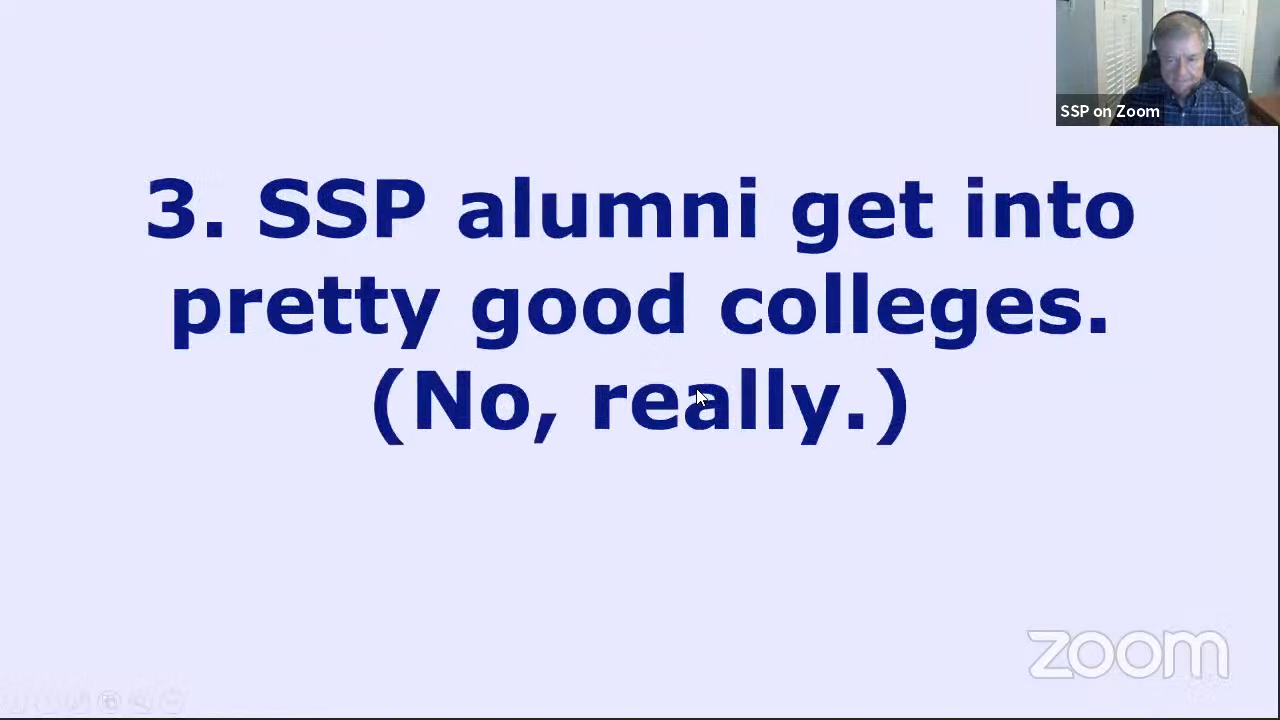 SSP on Zoom
3. SSP alumni get into
pretty good colleges.
(No, really.)
zoom